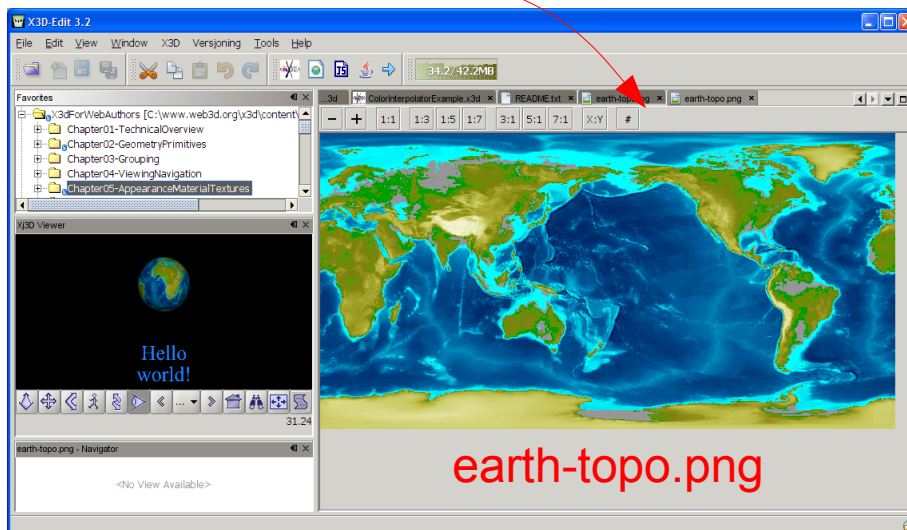 X3D-Edit 3.2
File Edit View Window X3D Versioning Tools Help
34.2/42.2MB
Favorites
X3dForWebAuthors [C:\www.web3d.org\x3d\content\
Chapter01-TechnicalOverview
Chapter02-GeometryPrimitives
Chapter03-Grouping
Chapter04-ViewingNavigation
Chapter05-AppearanceMaterialTextures
...3d ColorInterpolatorExample.x3d README.txt earth-topo.png earth-topo.png
1:1 1:3 1:5 1:7 3:1 5:1 7:1 X:Y #
Xj3D Viewer
Hello
world!
31.24
earth-topo.png - Navigator
<No View Available>
earth-topo.png